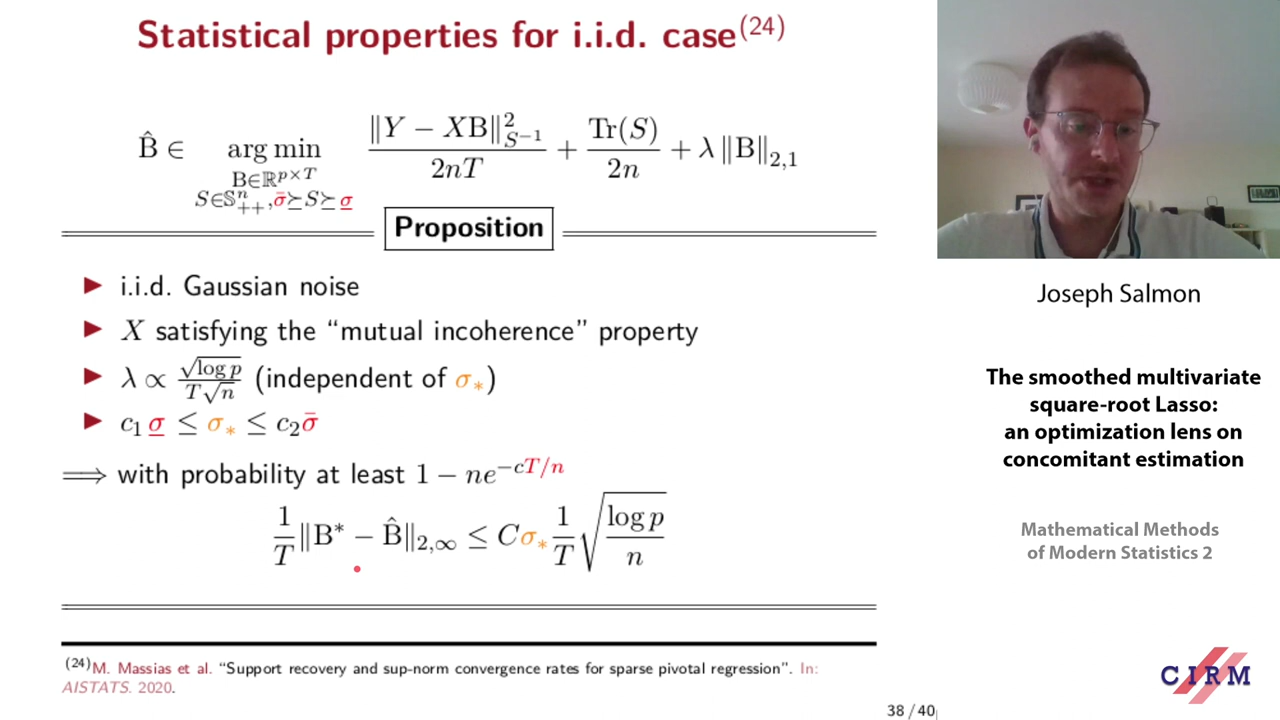 Statistical properties for i.i.d. case(24)
B̂ ∈ arg min ‖Y − XB‖²_{S⁻¹} / 2nT + Tr(S) / 2n + λ ‖B‖_{2,1}
B∈ℝ^{p×T}
S∈𝕊ⁿ₊₊, σ̄⪰S⪰σ̲
Proposition
▶ i.i.d. Gaussian noise
▶ X satisfying the “mutual incoherence” property
▶ λ ∝ √log p / T√n (independent of σ∗)
▶ c₁σ̲ ≤ σ∗ ≤ c₂σ̄
⟹ with probability at least 1 − ne^{−cT/n}
1/T ‖B* − B̂‖_{2,∞} ≤ Cσ∗ 1/T √(log p / n)
(24)M. Massias et al. “Support recovery and sup-norm convergence rates for sparse pivotal regression”. In:
AISTATS. 2020.
38 / 40
Joseph Salmon
The smoothed multivariate
square-root Lasso:
an optimization lens on
concomitant estimation
Mathematical Methods
of Modern Statistics 2
CIRM